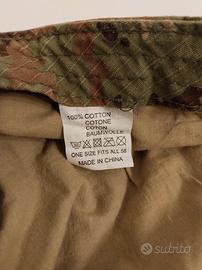 100% COTTON
COTONE
COTON
BAUMWOLLE
ONE SIZE FITS ALL 58
MADE IN CHINA
subito